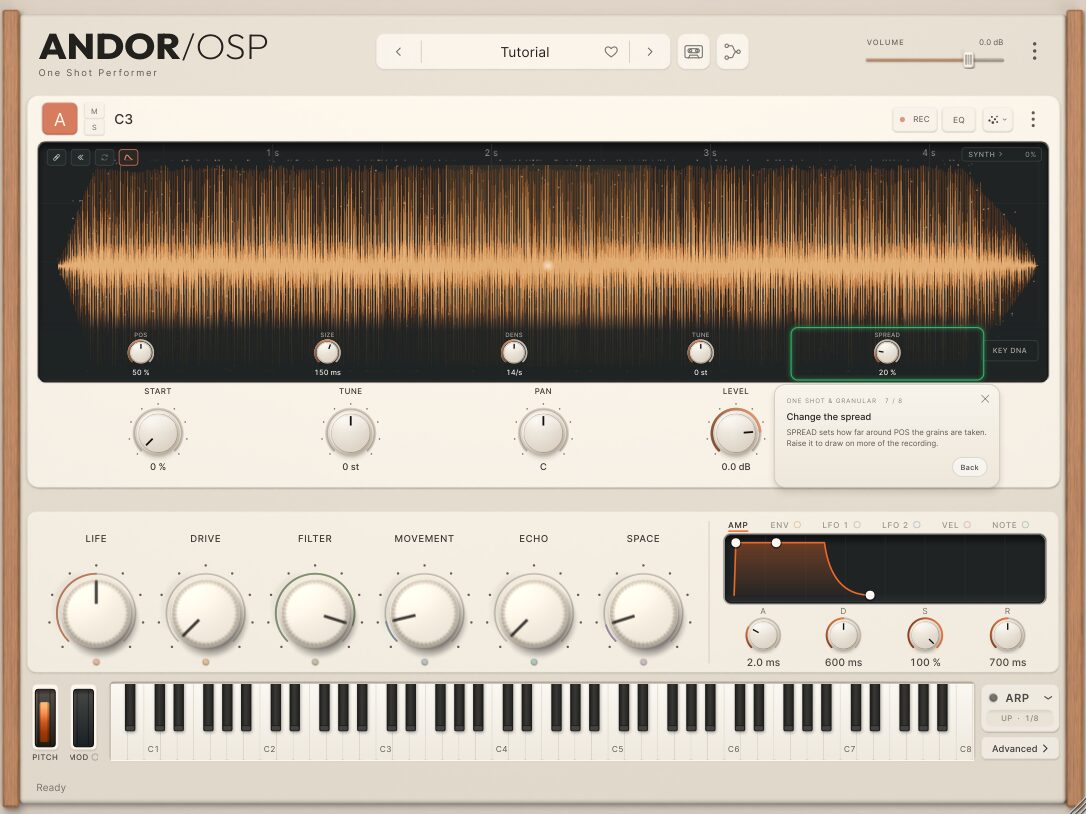 ANDOR/OSP
One Shot Performer
Tutorial
VOLUME 0.0 dB
A
M
S
C3
REC
EQ
1 s 2 s 3 s 4 s
SYNTH > 0%
POS SIZE DENS TUNE SPREAD
50 % 150 ms 14/s 0 st 20 %
KEY DNA
START TUNE PAN LEVEL
0 % 0 st C 0.0 dB
ONE SHOT & GRANULAR · 7 / 8
Change the spread
SPREAD sets how far around POS the grains are taken.
Raise it to draw on more of the recording.
Back
LIFE DRIVE FILTER MOVEMENT ECHO SPACE
AMP ENV LFO 1 LFO 2 VEL NOTE
A D S R
2.0 ms 600 ms 100 % 700 ms
PITCH MOD
C1 C2 C3 C4 C5 C6 C7 C8
ARP
UP · 1/8
Advanced >
Ready